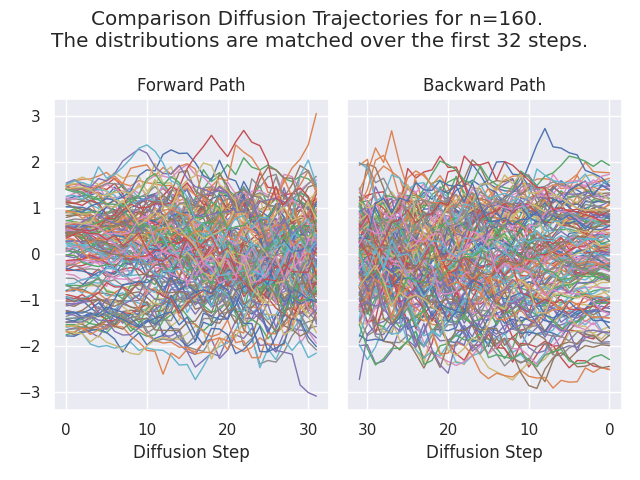 Comparison Diffusion Trajectories for n=160.
The distributions are matched over the first 32 steps.
Forward Path
Backward Path
3
2
1
0
−1
−2
−3
0 10 20 30
30 20 10 0
Diffusion Step
Diffusion Step